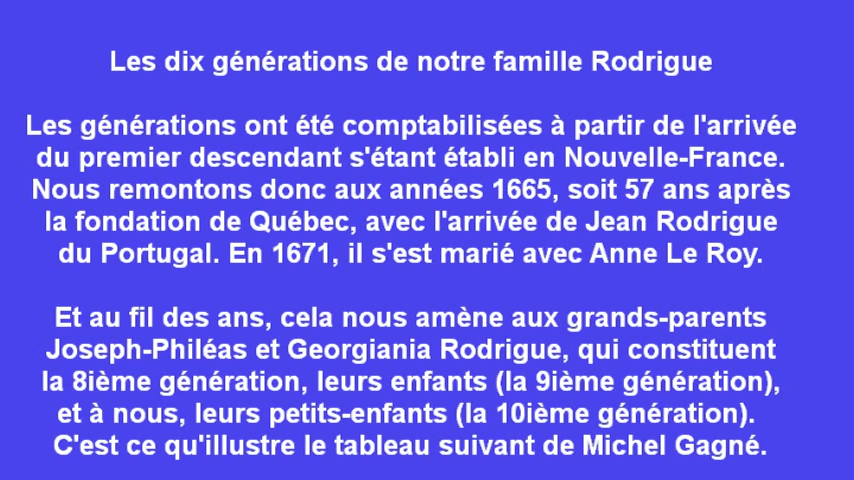 Les dix générations de notre famille Rodrigue
Les générations ont été comptabilisées à partir de l'arrivée
du premier descendant s'étant établi en Nouvelle-France.
Nous remontons donc aux années 1665, soit 57 ans après
la fondation de Québec, avec l'arrivée de Jean Rodrigue
du Portugal. En 1671, il s'est marié avec Anne Le Roy.
Et au fil des ans, cela nous amène aux grands-parents
Joseph-Philéas et Georgiania Rodrigue, qui constituent
la 8ième génération, leurs enfants (la 9ième génération),
et à nous, leurs petits-enfants (la 10ième génération).
C'est ce qu'illustre le tableau suivant de Michel Gagné.